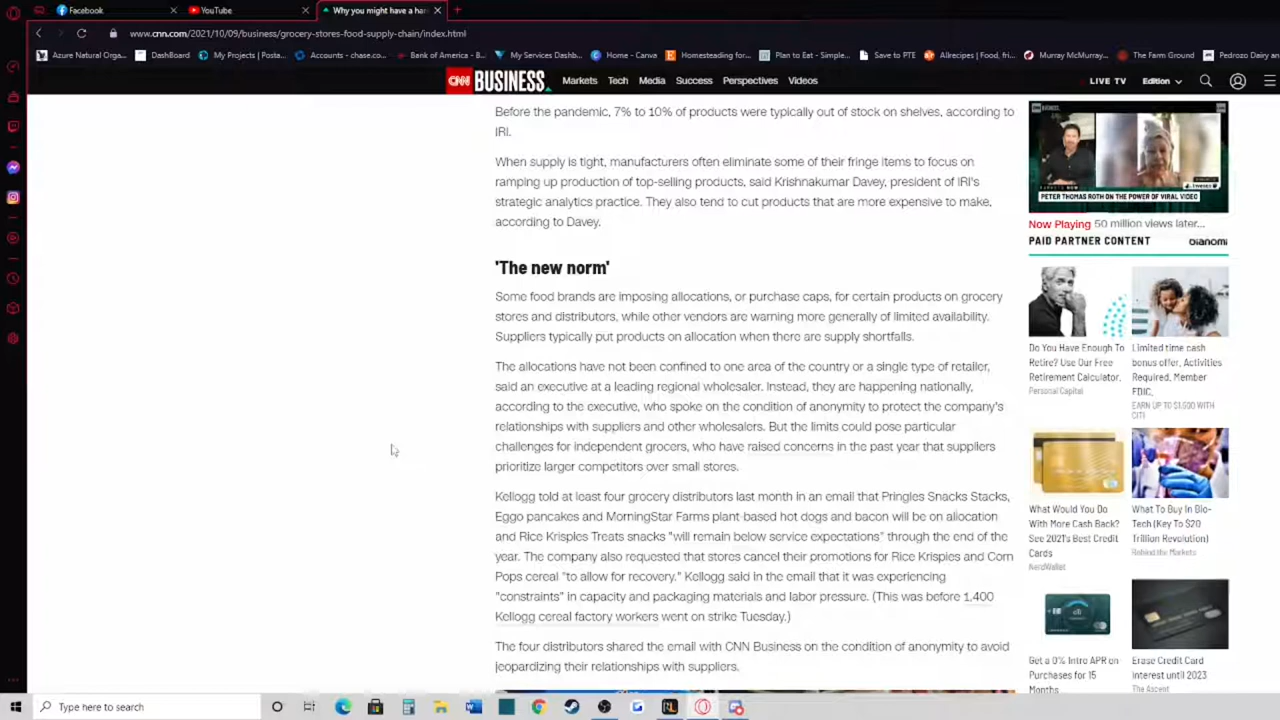 Facebook
YouTube
Why you might have a har
www.cnn.com/2021/10/09/business/grocery-stores-food-supply-chain/index.html
Azure Natural Orga...
DashBoard
My Projects | Posta...
Accounts - chase.co...
Bank of America - B...
My Services Dashb...
Home - Canva
Homesteading for...
Plan to Eat - Simple...
Save to PTE
Allrecipes | Food, fri...
Murray McMurray...
The Farm Ground
Pedrozo Dairy an
CNN BUSINESS
Markets
Tech
Media
Success
Perspectives
Videos
LIVE TV
Edition
Before the pandemic, 7% to 10% of products were typically out of stock on shelves, according to
IRI.
When supply is tight, manufacturers often eliminate some of their fringe items to focus on
ramping up production of top-selling products, said Krishnakumar Davey, president of IRI's
strategic analytics practice. They also tend to cut products that are more expensive to make,
according to Davey.
'The new norm'
Some food brands are imposing allocations, or purchase caps, for certain products on grocery
stores and distributors, while other vendors are warning more generally of limited availability.
Suppliers typically put products on allocation when there are supply shortfalls.
The allocations have not been confined to one area of the country or a single type of retailer,
said an executive at a leading regional wholesaler. Instead, they are happening nationally,
according to the executive, who spoke on the condition of anonymity to protect the company's
relationships with suppliers and other wholesalers. But the limits could pose particular
challenges for independent grocers, who have raised concerns in the past year that suppliers
prioritize larger competitors over small stores.
Kellogg told at least four grocery distributors last month in an email that Pringles Snacks Stacks,
Eggo pancakes and MorningStar Farms plant-based hot dogs and bacon will be on allocation
and Rice Krisples Treats snacks "will remain below service expectations" through the end of the
year. The company also requested that stores cancel their promotions for Rice Krispies and Corn
Pops cereal "to allow for recovery." Kellogg said in the email that it was experiencing
"constraints" in capacity and packaging materials and labor pressure. (This was before 1,400
Kellogg cereal factory workers went on strike Tuesday.)
The four distributors shared the email with CNN Business on the condition of anonymity to avoid
jeopardizing their relationships with suppliers.
PETER THOMAS ROTH ON THE POWER OF VIRAL VIDEO
Now Playing 50 million views later...
PAID PARTNER CONTENT
Dianomi
Do You Have Enough To
Retire? Use Our Free
Retirement Calculator.
Personal Capital
Limited time cash
bonus offer, Activities
Required, Member
FDIC.
EARN UP TO $1,500 WITH
CITI
What Would You Do
With More Cash Back?
See 2021's Best Credit
Cards
NerdWallet
What To Buy In Bio-
Tech (Key To $20
Trillion Revolution)
Behind the Markets
Get a 0% Intro APR on
Purchases for 15
Months
Erase Credit Card
Interest until 2023
The Ascent
Type here to search